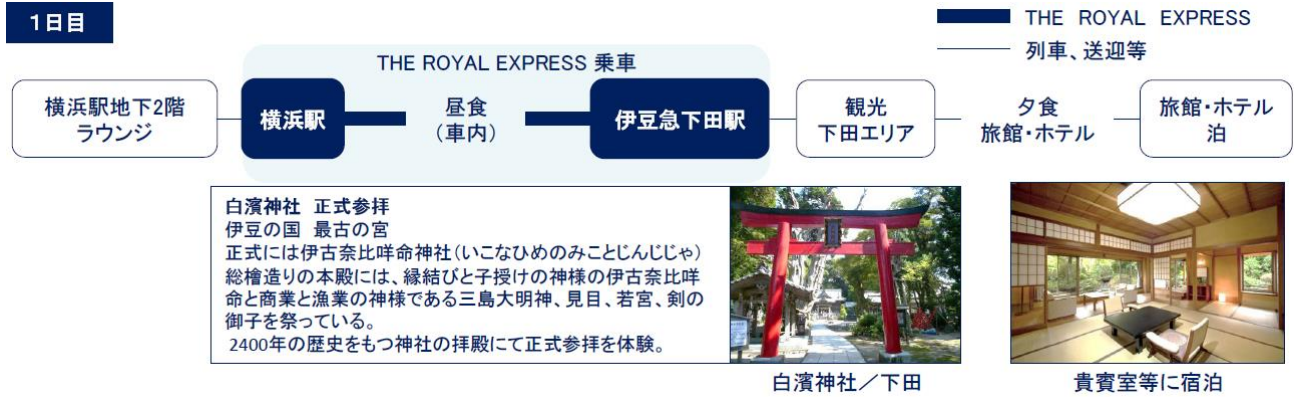 1日目
THE ROYAL EXPRESS
列車、送迎等
THE ROYAL EXPRESS 乗車
横浜駅地下2階
ラウンジ
横浜駅
昼食
(車内)
伊豆急下田駅
観光
下田エリア
夕食
旅館・ホテル
旅館・ホテル
泊
白濱神社 正式参拝
伊豆の国 最古の宮
正式には伊古奈比咩命神社(いこなひめのみことじんじじゃ)
総檜造りの本殿には、縁結びと子授けの神様の伊古奈比咩
命と商業と漁業の神様である三島大明神、見目、若宮、剣の
御子を祭っている。
2400年の歴史をもつ神社の拝殿にて正式参拝を体験。
白濱神社/下田
貴賓室等に宿泊